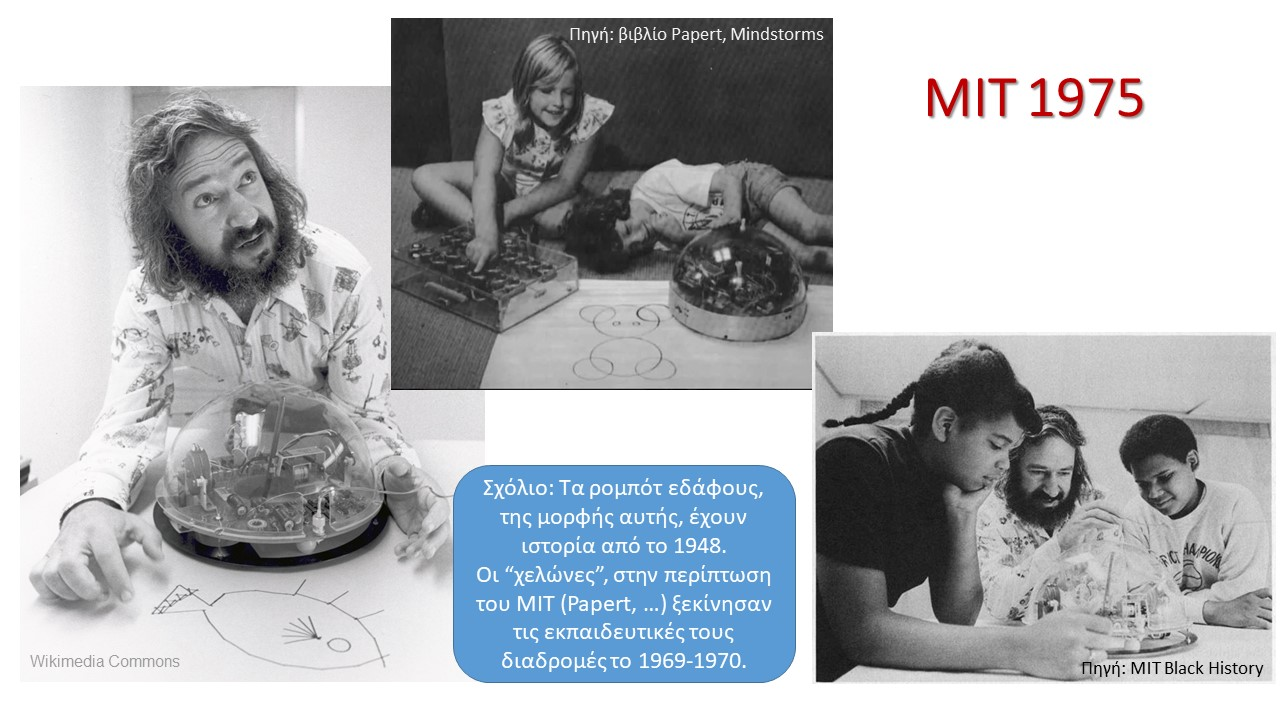 Πηγή: βιβλίο Papert, Mindstorms
MIT 1975
Σχόλιο: Τα ρομπότ εδάφους,
της μορφής αυτής, έχουν
ιστορία από το 1948.
Οι “χελώνες”, στην περίπτωση
του MIT (Papert, …) ξεκίνησαν
τις εκπαιδευτικές τους
διαδρομές το 1969-1970.
Wikimedia Commons
Πηγή: MIT Black History